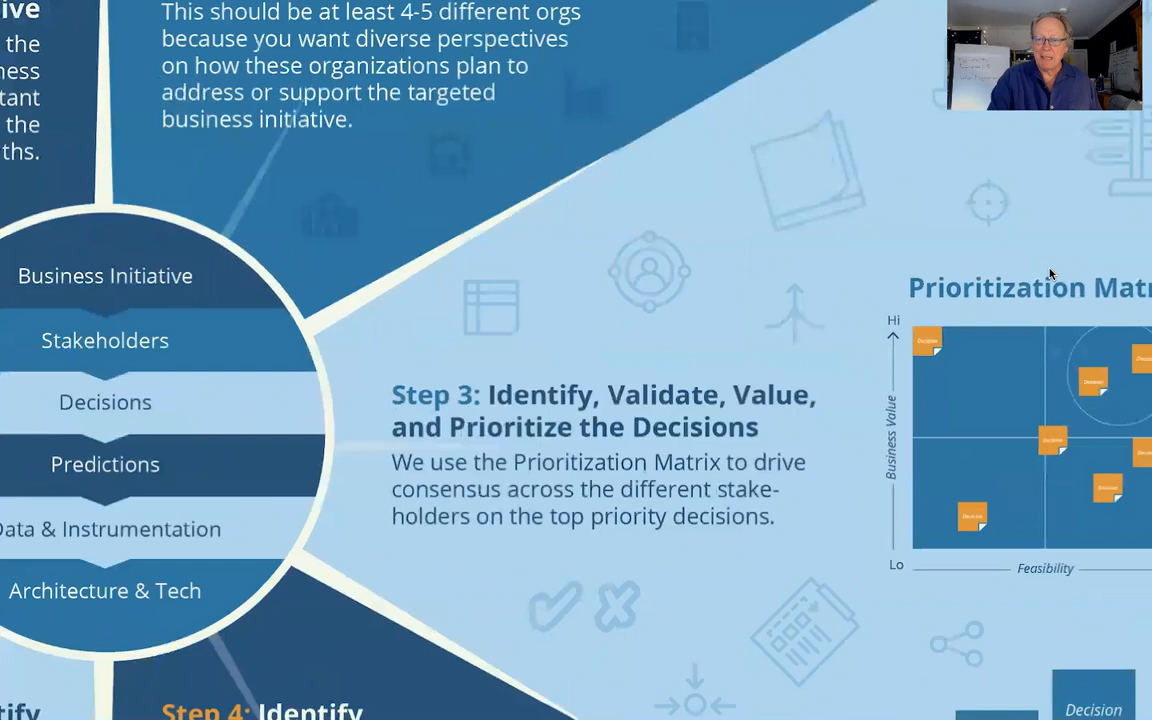 ive
the
ness
tant
the
ths.
This should be at least 4-5 different orgs
because you want diverse perspectives
on how these organizations plan to
address or support the targeted
business initiative.
Business Initiative
Stakeholders
Decisions
Predictions
Data & Instrumentation
Architecture & Tech
Step 3: Identify, Validate, Value,
and Prioritize the Decisions
We use the Prioritization Matrix to drive
consensus across the different stake-
holders on the top priority decisions.
Prioritization Matr
Hi
Business Value
Lo
Feasibility
Decision
tify
Step 4: Identify